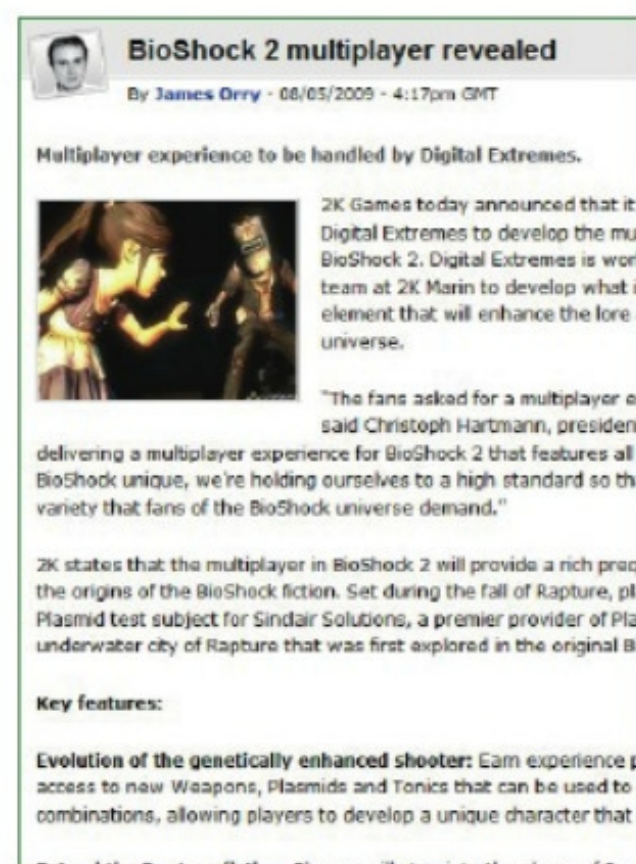 BioShock 2 multiplayer revealed
By James Orry - 08/05/2009 - 4:17pm GMT
Multiplayer experience to be handled by Digital Extremes.
2K Games today announced that it
Digital Extremes to develop the mu
BioShock 2. Digital Extremes is wor
team at 2K Marin to develop what i
element that will enhance the lore
universe.
"The fans asked for a multiplayer e
said Christoph Hartmann, presiden
delivering a multiplayer experience for BioShock 2 that features all
BioShock unique, we're holding ourselves to a high standard so tha
variety that fans of the BioShock universe demand."
2K states that the multiplayer in BioShock 2 will provide a rich preq
the origins of the BioShock fiction. Set during the fall of Rapture, pl
Plasmid test subject for Sinclair Solutions, a premier provider of Pla
underwater city of Rapture that was first explored in the original B
Key features:
Evolution of the genetically enhanced shooter: Earn experience p
access to new Weapons, Plasmids and Tonics that can be used to
combinations, allowing players to develop a unique character that